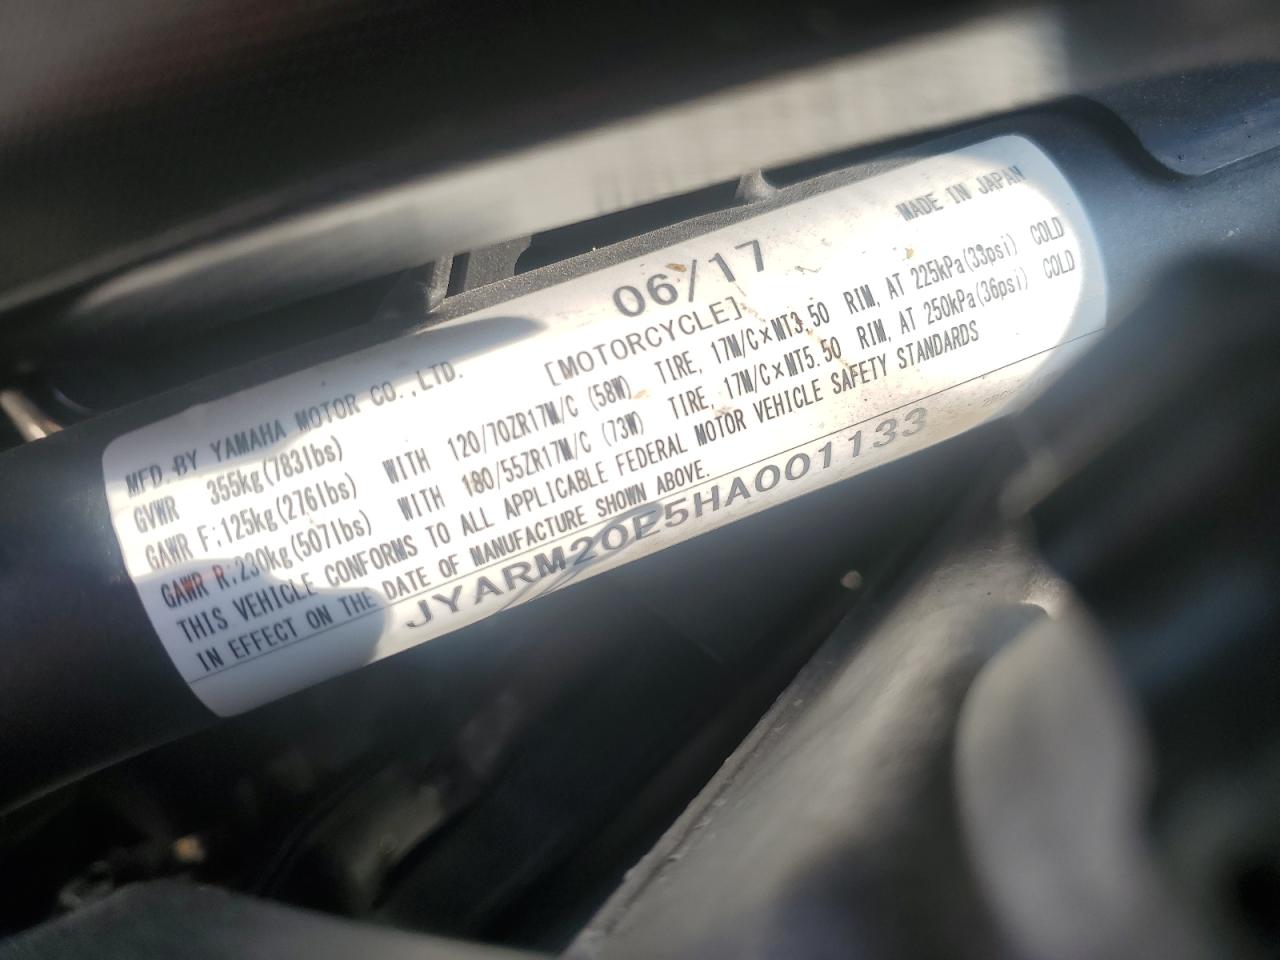 MADE IN JAPAN
06/17
MFD. BY YAMAHA MOTOR CO.,LTD. [MOTORCYCLE]
GVWR 355kg(783lbs)
GAWR F:125kg(276lbs) WITH 120/70ZR17M/C (58W) TIRE, 17M/C×MT3.50 RIM, AT 225kPa(33psi) COLD
GAWR R:230kg(507lbs) WITH 180/55ZR17M/C (73W) TIRE, 17M/C×MT5.50 RIM, AT 250kPa(36psi) COLD
THIS VEHICLE CONFORMS TO ALL APPLICABLE FEDERAL MOTOR VEHICLE SAFETY STANDARDS
IN EFFECT ON THE DATE OF MANUFACTURE SHOWN ABOVE.
JYARM20E5HA001133